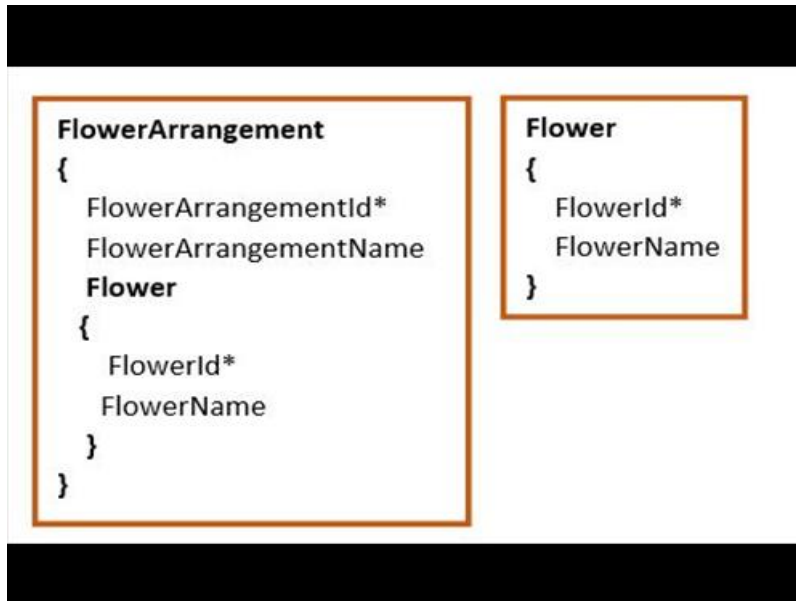 FlowerArrangement
{
FlowerArrangementId*
FlowerArrangementName
Flower
{
FlowerId*
FlowerName
}
}
Flower
{
FlowerId*
FlowerName
}